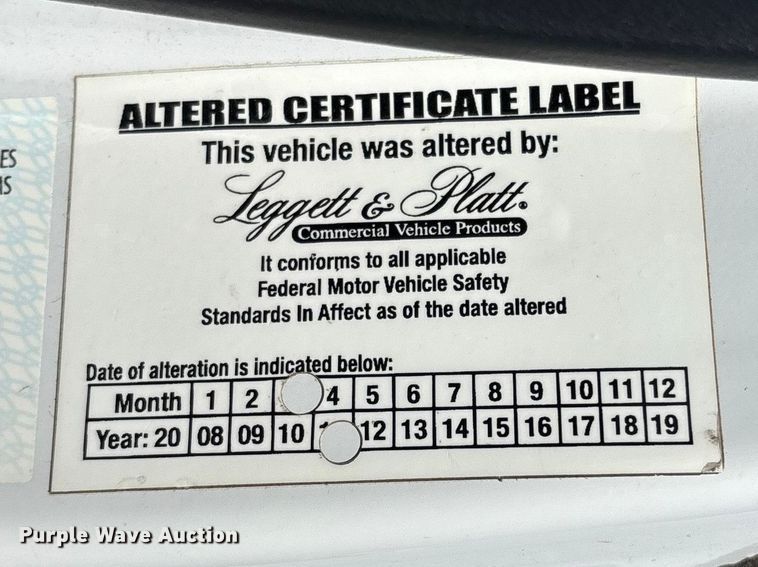 ES
IS
ALTERED CERTIFICATE LABEL
This vehicle was altered by:
Leggett & Platt®
Commercial Vehicle Products
It conforms to all applicable
Federal Motor Vehicle Safety
Standards In Affect as of the date altered
Date of alteration is indicated below:
Month 1 2 4 5 6 7 8 9 10 11 12
Year: 20 08 09 10 12 13 14 15 16 17 18 19
Purple Wave Auction